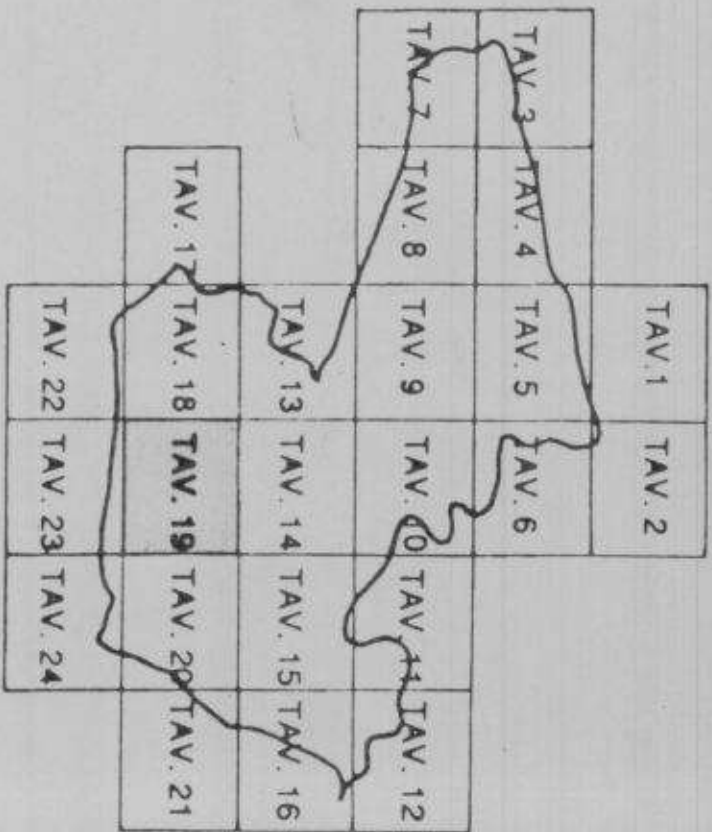 TAV.1 TAV. 2
TAV. 3 TAV. 4 TAV. 5 TAV. 6
TAV. 7 TAV. 8 TAV. 9 TAV. 10 TAV. 11 TAV. 12
TAV. 13 TAV. 14 TAV. 15 TAV. 16
TAV. 17 TAV. 18 TAV. 19 TAV. 20 TAV. 21
TAV. 22 TAV. 23 TAV. 24